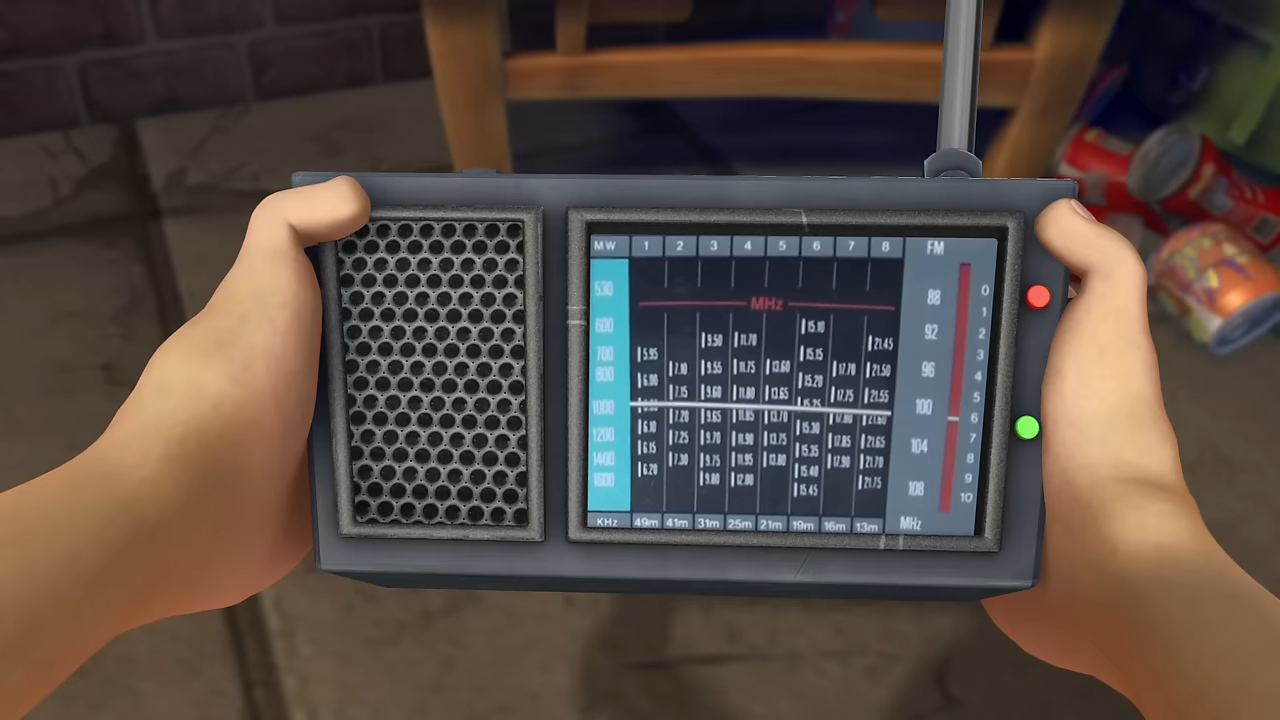 MW 1 2 3 4 5 6 7 8 FM
530
MHz
88 0
1
600 15.10 92 2
9.50 11.70 21.45
700 5.95 15.15 3
7.10 9.55 11.75 13.60 17.70 21.50 96
800 6.00 15.20 4
7.15 9.60 11.80 13.65 17.75 21.55 5
1000 15.25 100
7.20 9.65 11.85 13.70 17.80 21.60 6
6.10 15.30
1200 7.25 9.70 11.90 13.75 17.85 21.65 104 7
6.15 15.35
1400 7.30 9.75 11.95 13.80 17.90 21.70 8
6.20 15.40
1600 9.80 12.00 21.75 108 9
15.45 10
KHz 49m 41m 31m 25m 21m 19m 16m 13m MHz